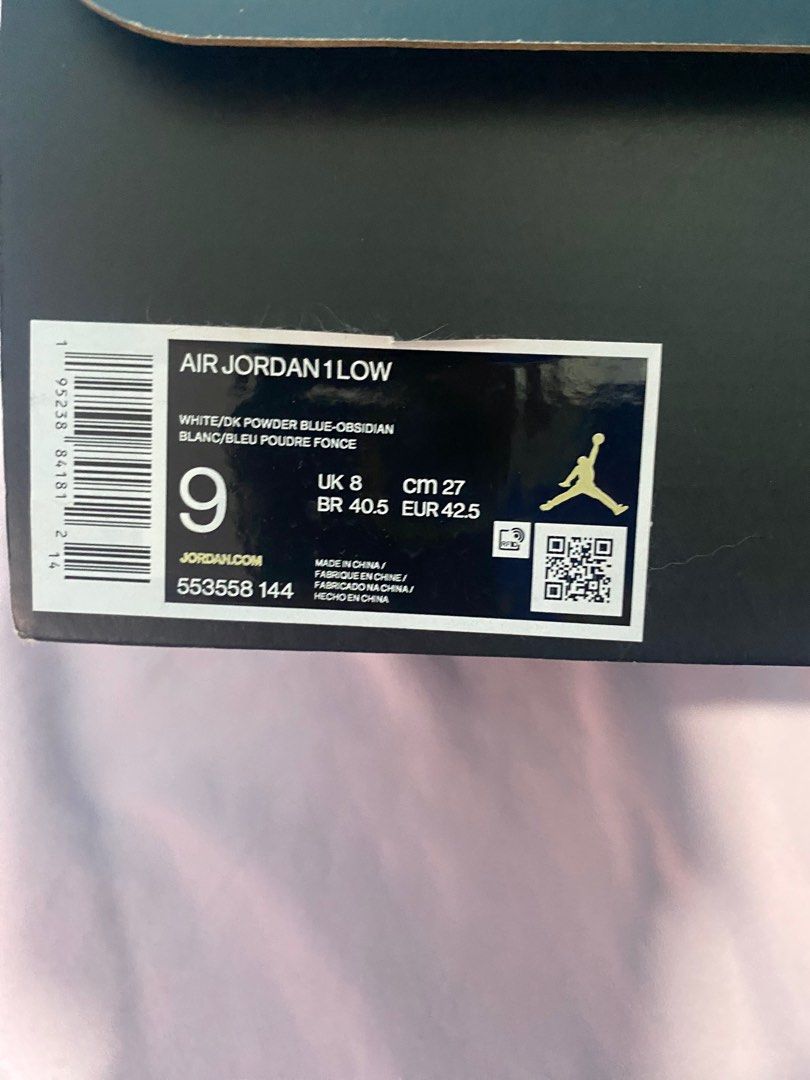 AIR JORDAN 1 LOW
WHITE/DK POWDER BLUE-OBSIDIAN
BLANC/BLEU POUDRE FONCE
9
UK 8 cm 27
BR 40.5 EUR 42.5
JORDAN.COM
553558 144
MADE IN CHINA /
FABRIQUE EN CHINE /
FABRICADO NA CHINA /
HECHO EN CHINA
RFID
1 95238 84181 2 14